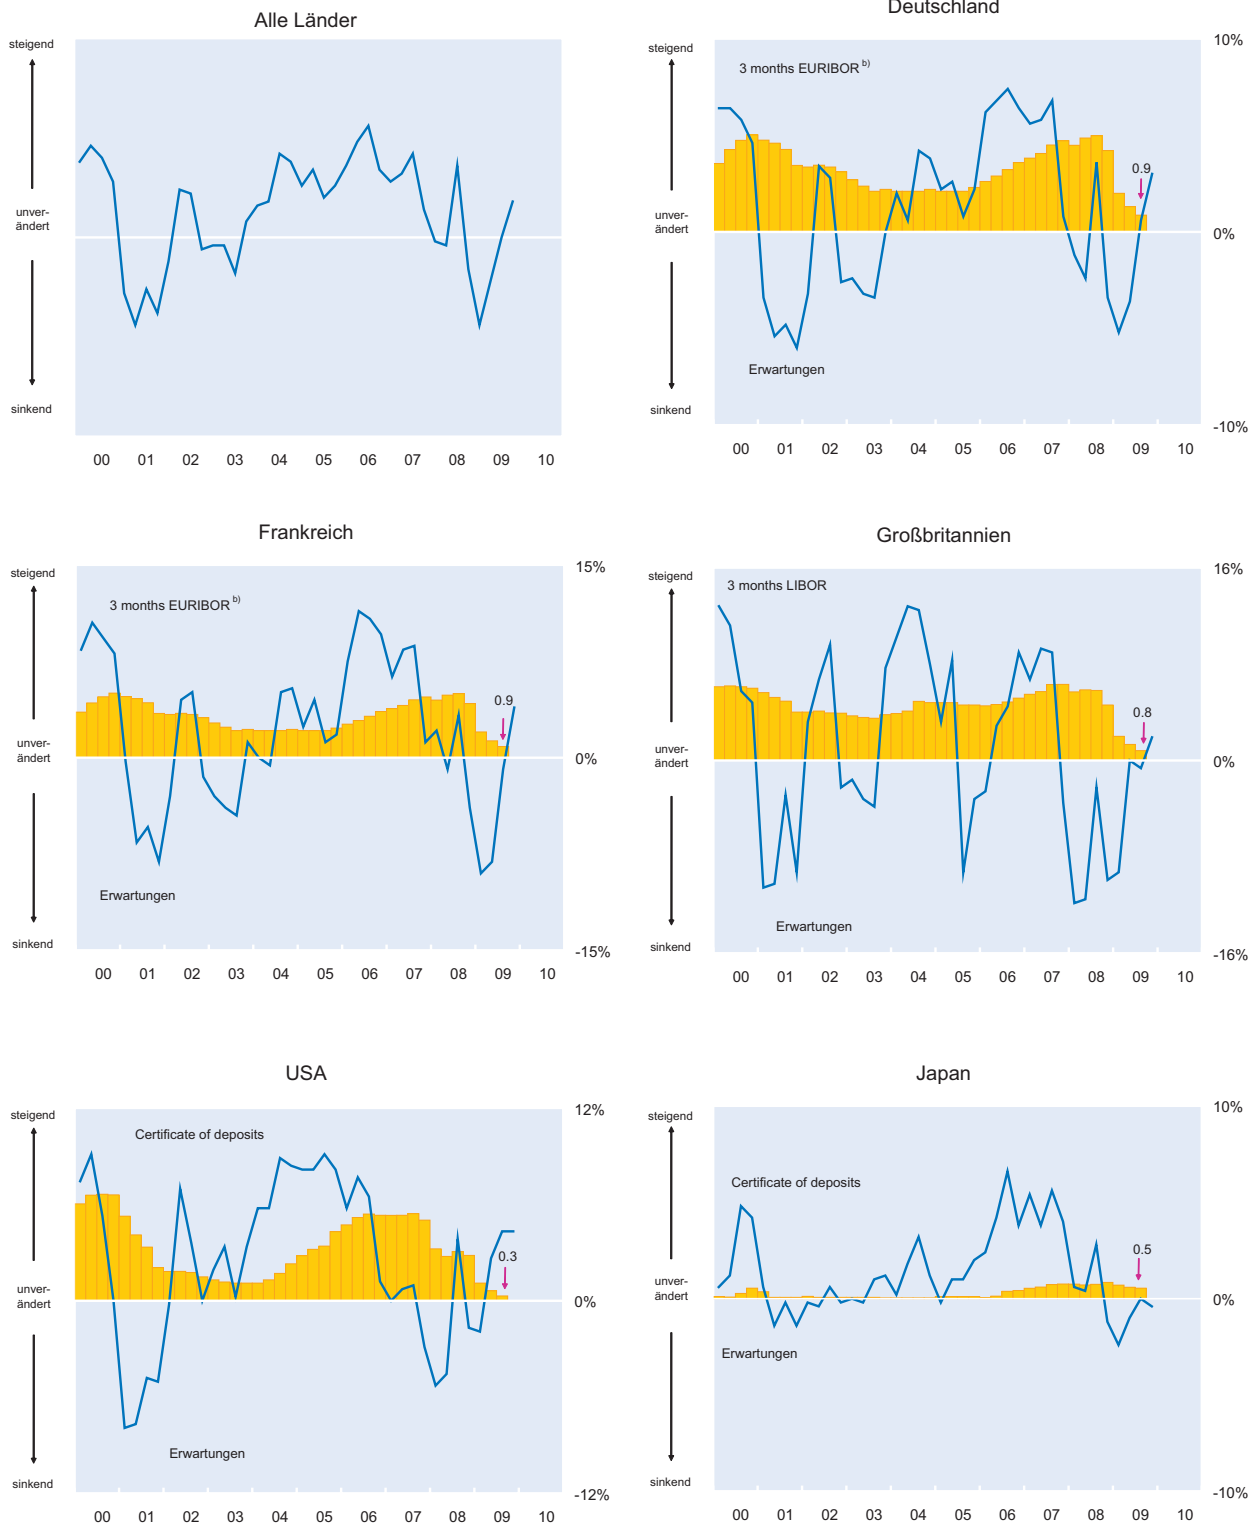 Alle Länder
steigend
unver-
ändert
sinkend
00 01 02 03 04 05 06 07 08 09 10
Deutschland
steigend
10%
3 months EURIBOR b)
0.9
unver-
ändert
0%
Erwartungen
sinkend
-10%
00 01 02 03 04 05 06 07 08 09 10
Frankreich
steigend
15%
3 months EURIBOR b)
0.9
unver-
ändert
0%
Erwartungen
sinkend
-15%
00 01 02 03 04 05 06 07 08 09 10
Großbritannien
steigend
16%
3 months LIBOR
0.8
unver-
ändert
0%
Erwartungen
sinkend
-16%
00 01 02 03 04 05 06 07 08 09 10
USA
steigend
12%
Certificate of deposits
0.3
unver-
ändert
0%
Erwartungen
sinkend
-12%
00 01 02 03 04 05 06 07 08 09 10
Japan
steigend
10%
Certificate of deposits
0.5
unver-
ändert
0%
Erwartungen
sinkend
-10%
00 01 02 03 04 05 06 07 08 09 10